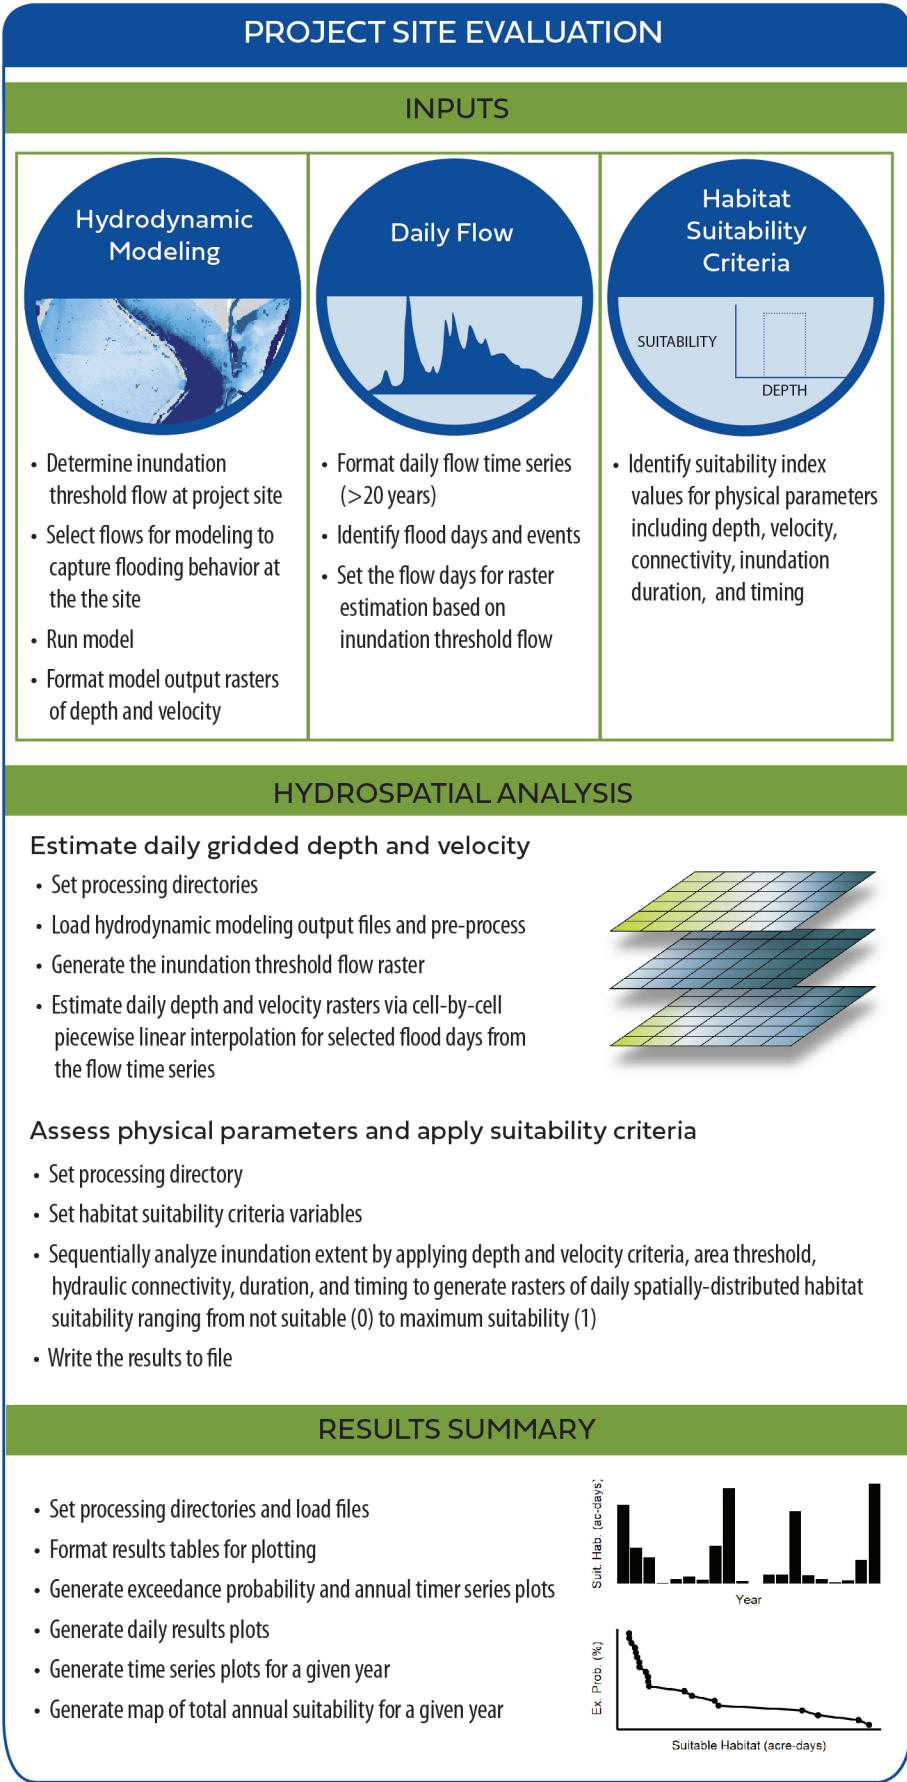 PROJECT SITE EVALUATION
INPUTS
Hydrodynamic
Modeling
• Determine inundation
threshold flow at project site
• Select flows for modeling to
capture flooding behavior at
the the site
• Run model
• Format model output rasters
of depth and velocity
Daily Flow
• Format daily flow time series
(>20 years)
• Identify flood days and events
• Set the flow days for raster
estimation based on
inundation threshold flow
Habitat
Suitability
Criteria
SUITABILITY
DEPTH
• Identify suitability index
values for physical parameters
including depth, velocity,
connectivity, inundation
duration, and timing
HYDROSPATIAL ANALYSIS
Estimate daily gridded depth and velocity
• Set processing directories
• Load hydrodynamic modeling output files and pre-process
• Generate the inundation threshold flow raster
• Estimate daily depth and velocity rasters via cell-by-cell
piecewise linear interpolation for selected flood days from
the flow time series
Assess physical parameters and apply suitability criteria
• Set processing directory
• Set habitat suitability criteria variables
• Sequentially analyze inundation extent by applying depth and velocity criteria, area threshold,
hydraulic connectivity, duration, and timing to generate rasters of daily spatially-distributed habitat
suitability ranging from not suitable (0) to maximum suitability (1)
• Write the results to file
RESULTS SUMMARY
• Set processing directories and load files
• Format results tables for plotting
• Generate exceedance probability and annual timer series plots
• Generate daily results plots
• Generate time series plots for a given year
• Generate map of total annual suitability for a given year
Suit. Hab. (ac-days)
Year
Ex. Prob. (%)
Suitable Habitat (acre-days)